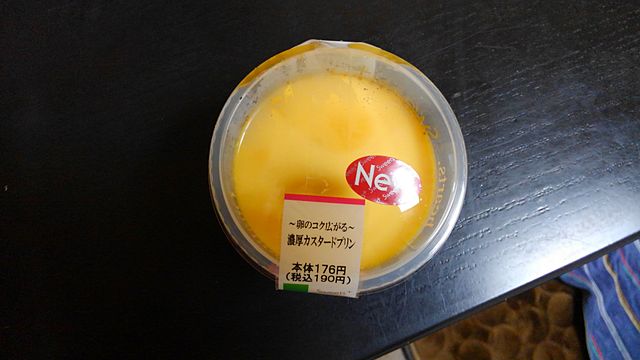 New
～卵のコク広がる～
濃厚カスタードプリン
本体176円
(税込190円)